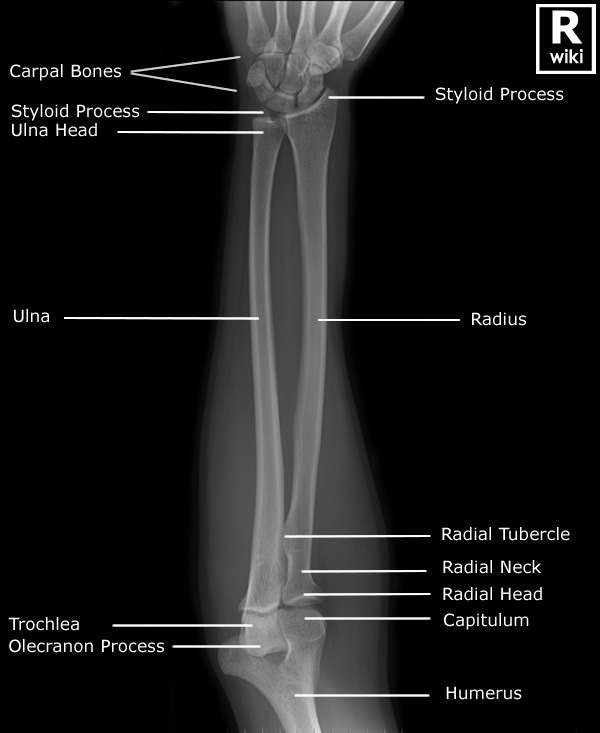 R
wiki
Carpal Bones
Styloid Process
Styloid Process
Ulna Head
Ulna
Radius
Radial Tubercle
Radial Neck
Radial Head
Capitulum
Trochlea
Olecranon Process
Humerus